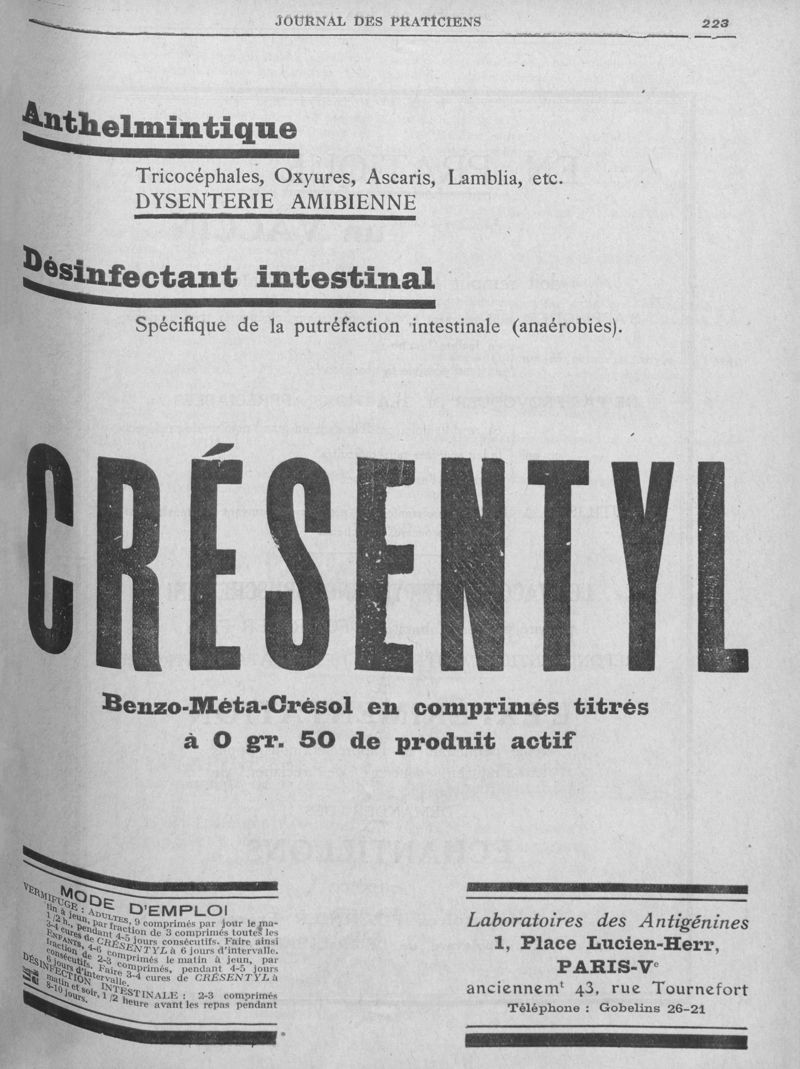 JOURNAL DES PRATICIENS
223
Anthelmintique
Tricocéphales, Oxyures, Ascaris, Lamblia, etc.
DYSENTERIE AMIBIENNE
Désinfectant intestinal
Spécifique de la putréfaction intestinale (anaérobies).
CRÉSENTYL
Benzo-Méta-Crésol en comprimés titrés
à 0 gr. 50 de produit actif
MODE D'EMPLOI
VERMIFUGE : ADULTES, 9 comprimés par jour le ma-
tin à jeun, par fraction de 3 comprimés toutes les
1/2 h., pendant 4-5 jours consécutifs. Faire ainsi
3-4 cures de CRÉSENTYL à 6 jours d'intervalle.
ENFANTS, 4-6 comprimés le matin à jeun, par
fraction de 2-3 comprimés, pendant 4-5 jours
consécutifs. Faire 3-4 cures de CRÉSENTYL à
6 jours d'intervalle.
DÉSINFECTION INTESTINALE : 2-3 comprimés
matin et soir, 1/2 heure avant les repas pendant
8-10 jours.
Laboratoires des Antigénines
1, Place Lucien-Herr,
PARIS-Ve
anciennemt 43, rue Tournefort
Téléphone : Gobelins 26-21